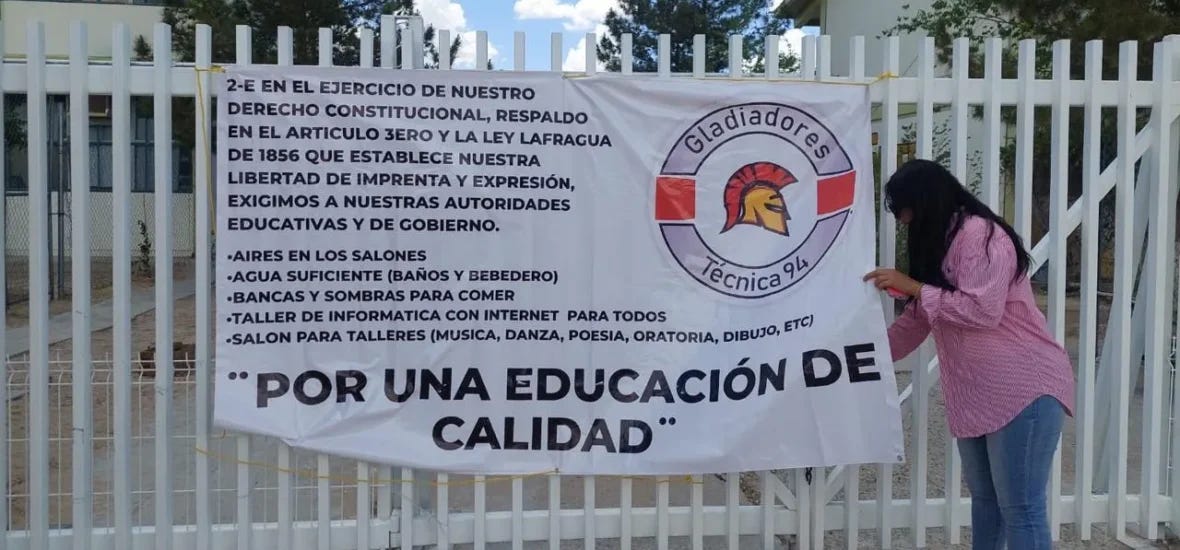 2-E EN EL EJERCICIO DE NUESTRO
DERECHO CONSTITUCIONAL, RESPALDO
EN EL ARTICULO 3ERO Y LA LEY LAFRAGUA
DE 1856 QUE ESTABLECE NUESTRA
LIBERTAD DE IMPRENTA Y EXPRESIÓN,
EXIGIMOS A NUESTRAS AUTORIDADES
EDUCATIVAS Y DE GOBIERNO.
•AIRES EN LOS SALONES
•AGUA SUFICIENTE (BAÑOS Y BEBEDERO)
•BANCAS Y SOMBRAS PARA COMER
•TALLER DE INFORMATICA CON INTERNET PARA TODOS
•SALON PARA TALLERES (MUSICA, DANZA, POESIA, ORATORIA, DIBUJO, ETC)
¨POR UNA EDUCACIÓN DE
CALIDAD¨
Gladiadores
Técnica 94